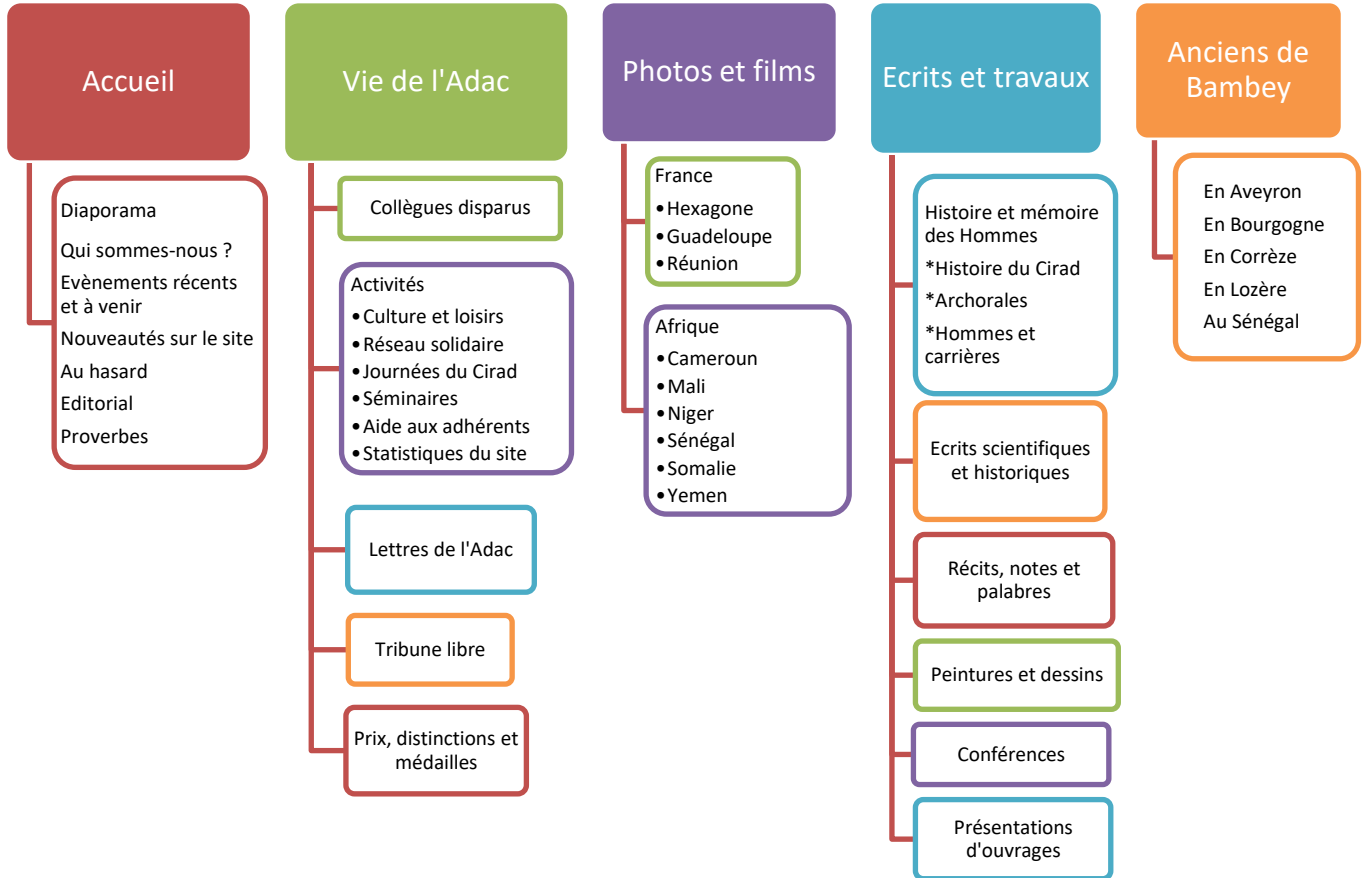 Accueil
Diaporama
Qui sommes-nous ?
Evènements récents
et à venir
Nouveautés sur le site
Au hasard
Editorial
Proverbes
Vie de l'Adac
Collègues disparus
Activités
•Culture et loisirs
•Réseau solidaire
•Journées du Cirad
•Séminaires
•Aide aux adhérents
•Statistiques du site
Lettres de l'Adac
Tribune libre
Prix, distinctions et
médailles
Photos et films
France
•Hexagone
•Guadeloupe
•Réunion
Afrique
•Cameroun
•Mali
•Niger
•Sénégal
•Somalie
•Yemen
Ecrits et travaux
Histoire et mémoire
des Hommes
*Histoire du Cirad
*Archorales
*Hommes et
carrières
Ecrits scientifiques
et historiques
Récits, notes et
palabres
Peintures et dessins
Conférences
Présentations
d'ouvrages
Anciens de
Bambey
En Aveyron
En Bourgogne
En Corrèze
En Lozère
Au Sénégal